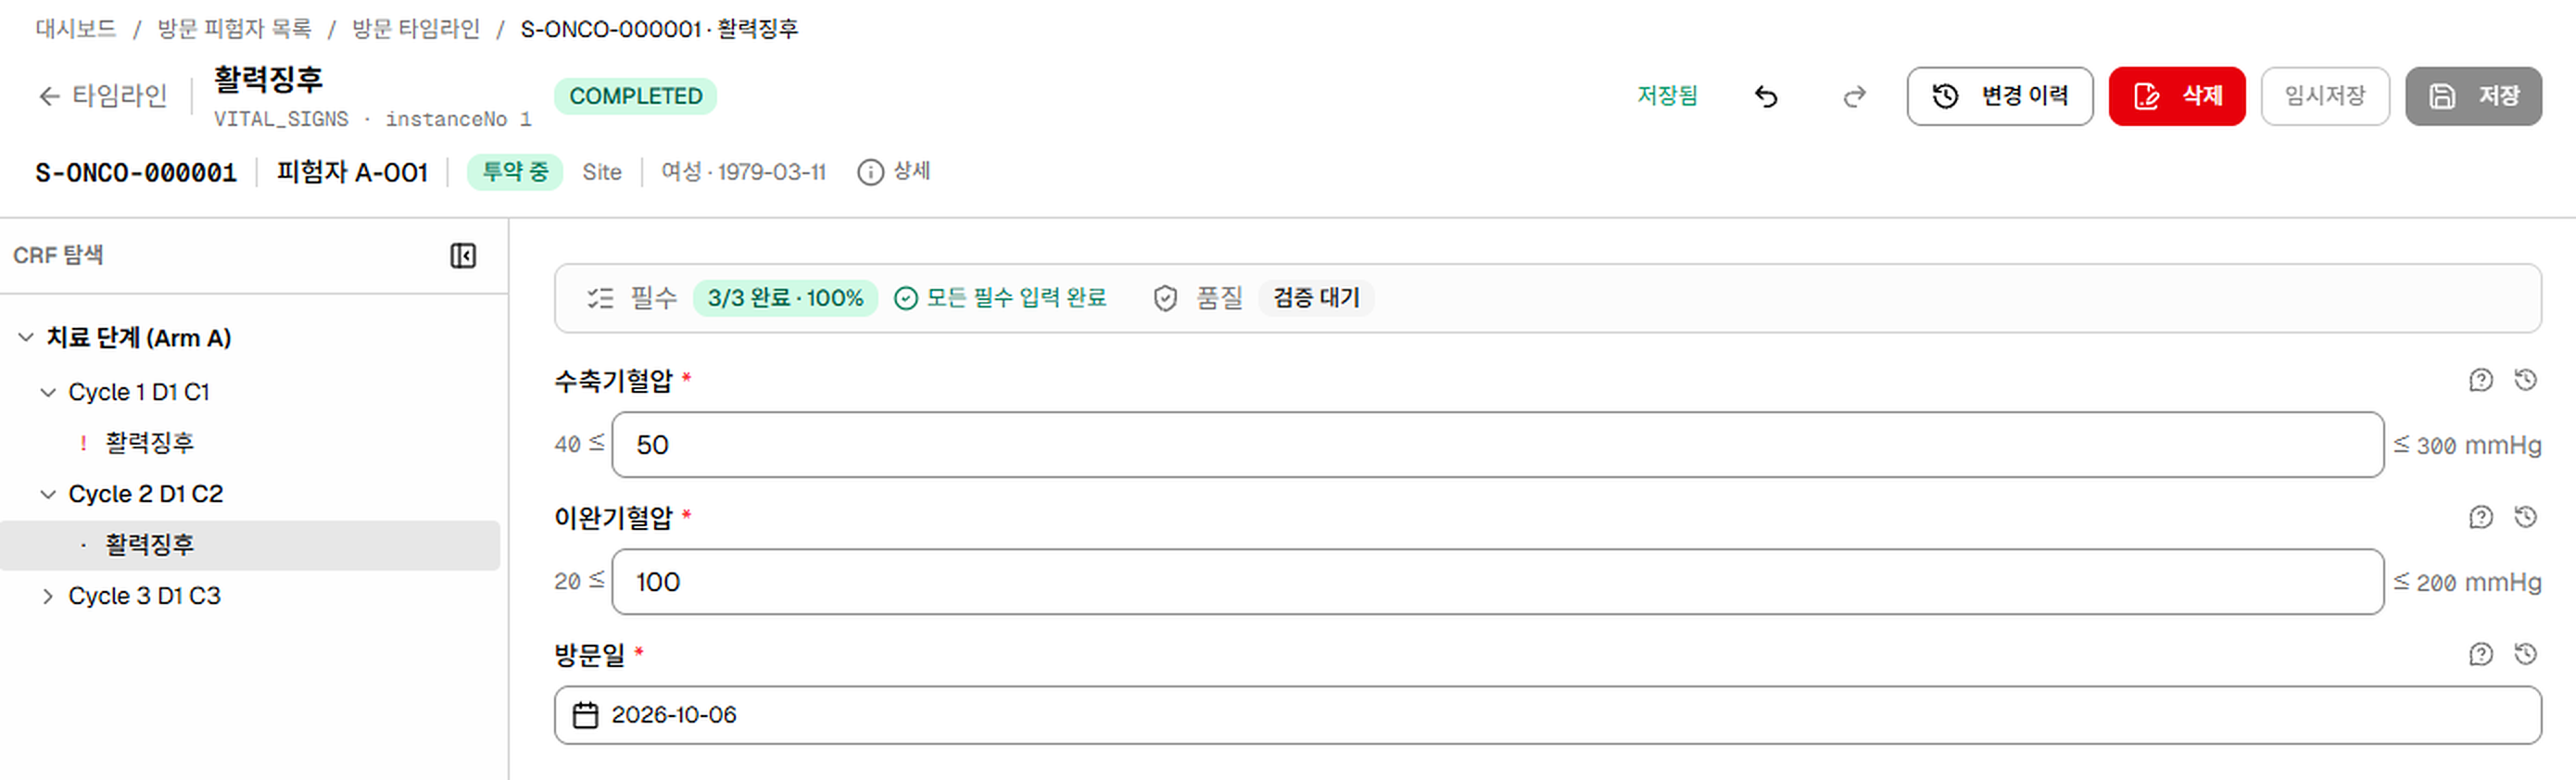 대시보드 / 방문 피험자 목록 / 방문 타임라인 / S-ONCO-000001 · 활력징후
← 타임라인
활력징후
VITAL_SIGNS · instanceNo 1
COMPLETED
저장됨
변경 이력
삭제
임시저장
저장
S-ONCO-000001 피험자 A-001 투약 중 Site 여성 · 1979-03-11 상세
CRF 탐색
치료 단계 (Arm A)
Cycle 1 D1 C1
! 활력징후
Cycle 2 D1 C2
· 활력징후
Cycle 3 D1 C3
필수 3/3 완료 · 100% 모든 필수 입력 완료 품질 검증 대기
수축기혈압 *
40 ≤ 50 ≤ 300 mmHg
이완기혈압 *
20 ≤ 100 ≤ 200 mmHg
방문일 *
2026-10-06